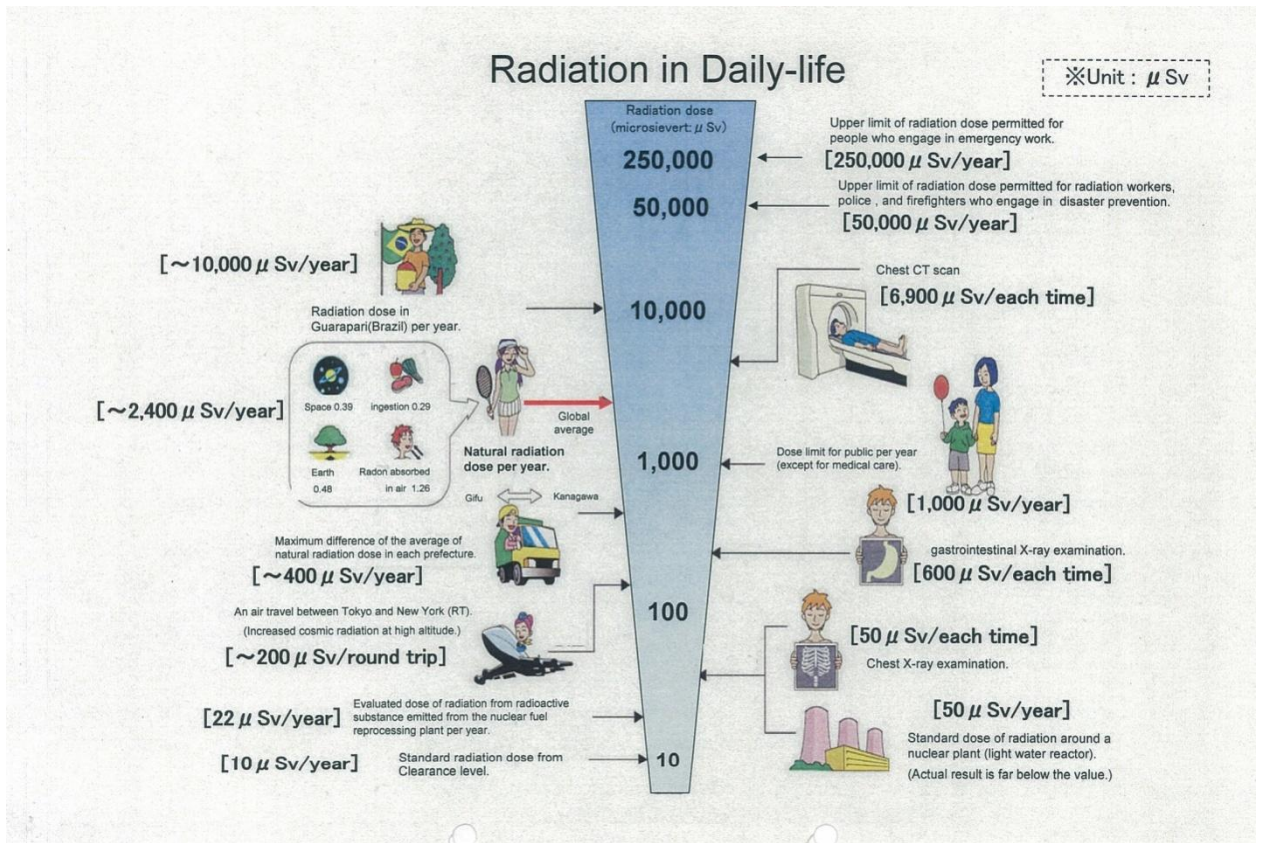 Radiation in Daily-life
※Unit : μ Sv
Radiation dose
(microsievert: μ Sv)
250,000
50,000
10,000
1,000
100
10
Upper limit of radiation dose permitted for
people who engage in emergency work.
[250,000 μ Sv/year]
Upper limit of radiation dose permitted for radiation workers,
police , and firefighters who engage in disaster prevention.
[50,000 μ Sv/year]
[~10,000 μ Sv/year]
Radiation dose in
Guarapari(Brazil) per year.
Chest CT scan
[6,900 μ Sv/each time]
[~2,400 μ Sv/year]
Space 0.39
ingestion 0.29
Earth
0.48
Radon absorbed
in air 1.26
Natural radiation
dose per year.
Global
average
Dose limit for public per year
(except for medical care).
[1,000 μ Sv/year]
Gifu
Kanagawa
Maximum difference of the average of
natural radiation dose in each prefecture.
[~400 μ Sv/year]
gastrointestinal X-ray examination.
[600 μ Sv/each time]
An air travel between Tokyo and New York (RT).
(Increased cosmic radiation at high altitude.)
[~200 μ Sv/round trip]
[50 μ Sv/each time]
Chest X-ray examination.
[22 μ Sv/year]
Evaluated dose of radiation from radioactive
substance emitted from the nuclear fuel
reprocessing plant per year.
[50 μ Sv/year]
Standard dose of radiation around a
nuclear plant (light water reactor).
(Actual result is far below the value.)
[10 μ Sv/year]
Standard radiation dose from
Clearance level.